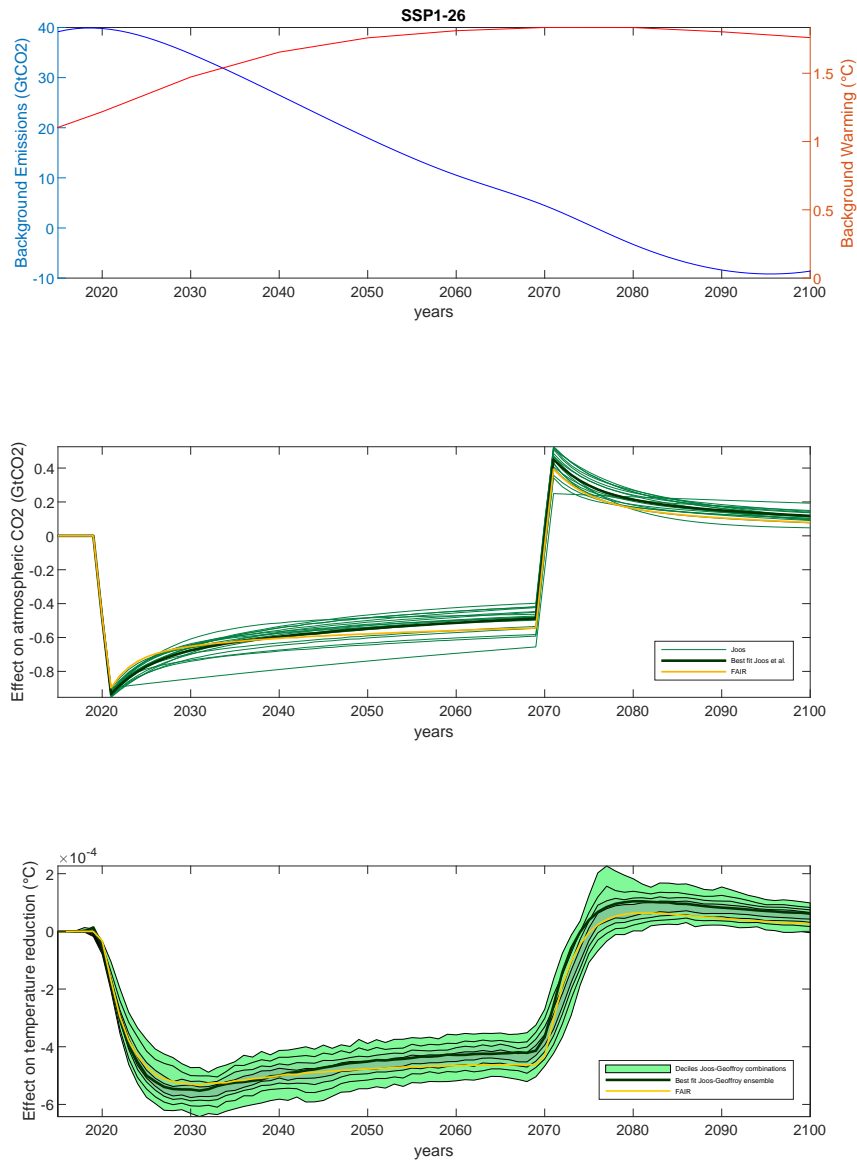 SSP1-26
Background Emissions (GtCO2)
40
30
20
10
0
-10
1.5
1
0.5
0
Background Warming (°C)
2020 2030 2040 2050 2060 2070 2080 2090 2100
years
Effect on atmospheric CO2 (GtCO2)
0.4
0.2
0
-0.2
-0.4
-0.6
-0.8
Joos
Best fit Joos et al.
FAIR
2020 2030 2040 2050 2060 2070 2080 2090 2100
years
Effect on temperature reduction (°C)
×10-4
2
0
-2
-4
-6
Deciles Joos-Geoffroy combinations
Best fit Joos-Geoffroy ensemble
FAIR
2020 2030 2040 2050 2060 2070 2080 2090 2100
years